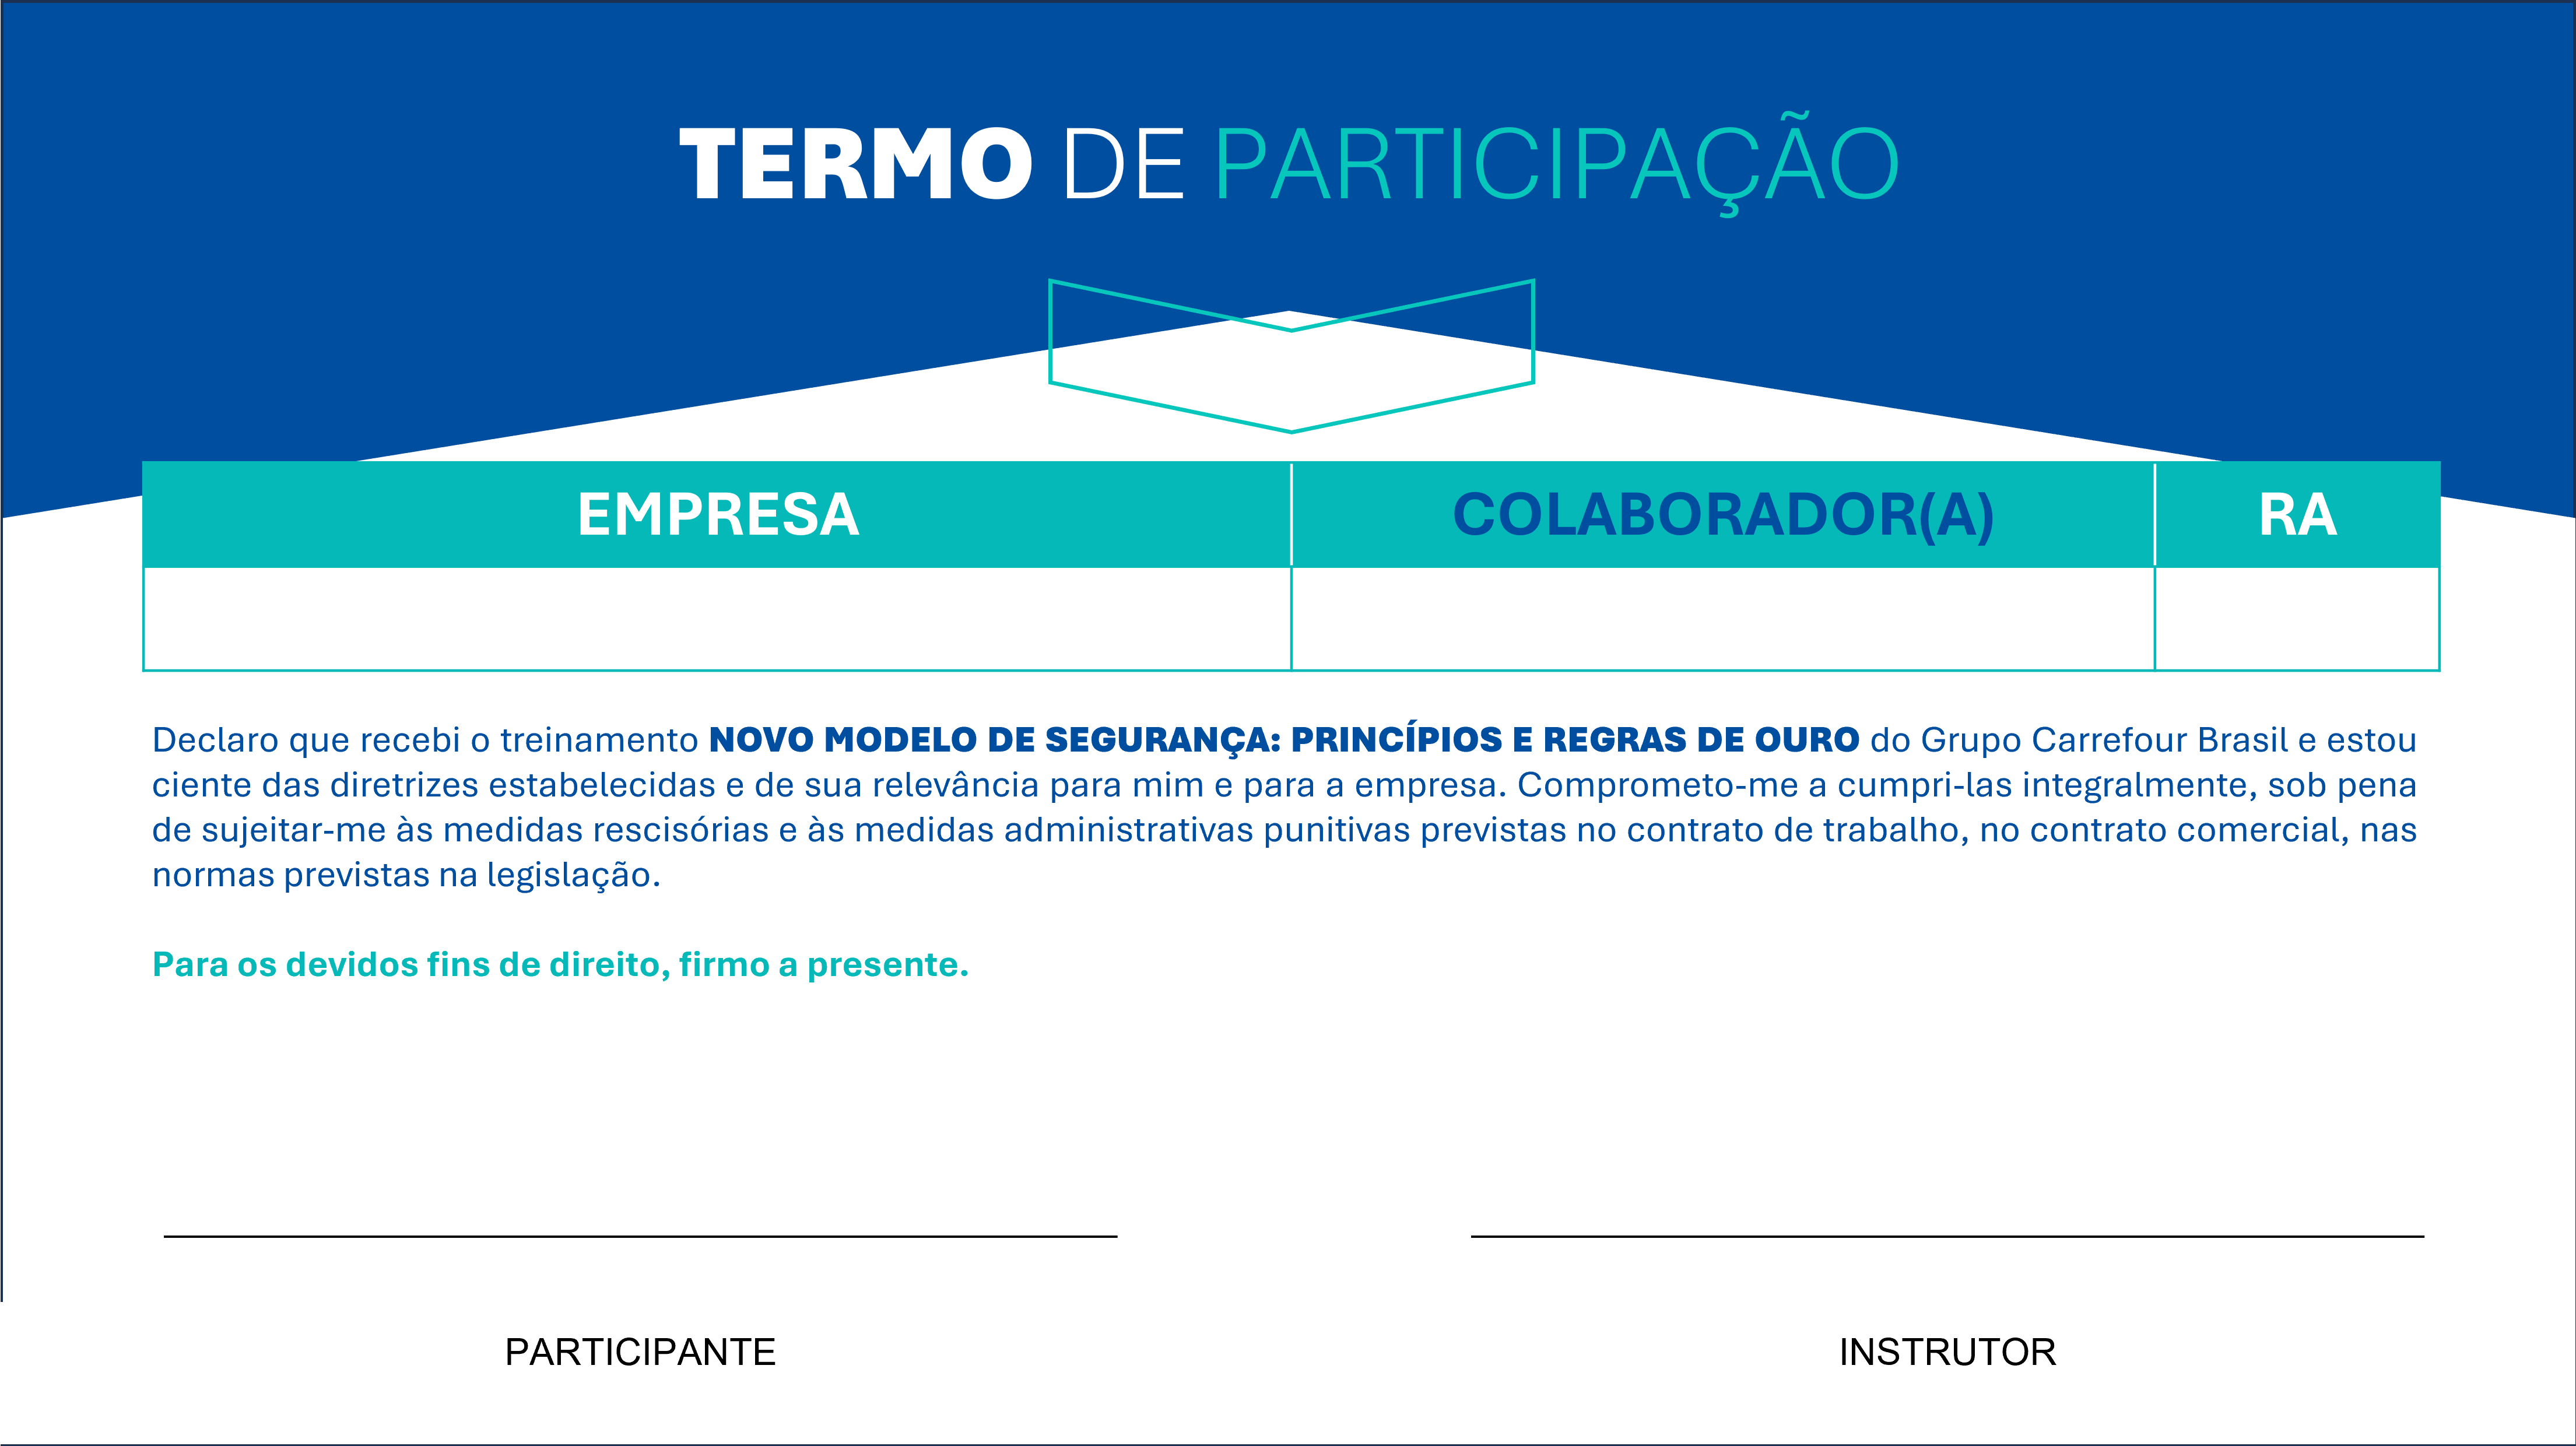 TERMO DE PARTICIPAÇÃO
EMPRESA COLABORADOR(A) RA
Declaro que recebi o treinamento NOVO MODELO DE SEGURANÇA: PRINCÍPIOS E REGRAS DE OURO do Grupo Carrefour Brasil e estou
ciente das diretrizes estabelecidas e de sua relevância para mim e para a empresa. Comprometo-me a cumpri-las integralmente, sob pena
de sujeitar-me às medidas rescisórias e às medidas administrativas punitivas previstas no contrato de trabalho, no contrato comercial, nas
normas previstas na legislação.
Para os devidos fins de direito, firmo a presente.
PARTICIPANTE INSTRUTOR